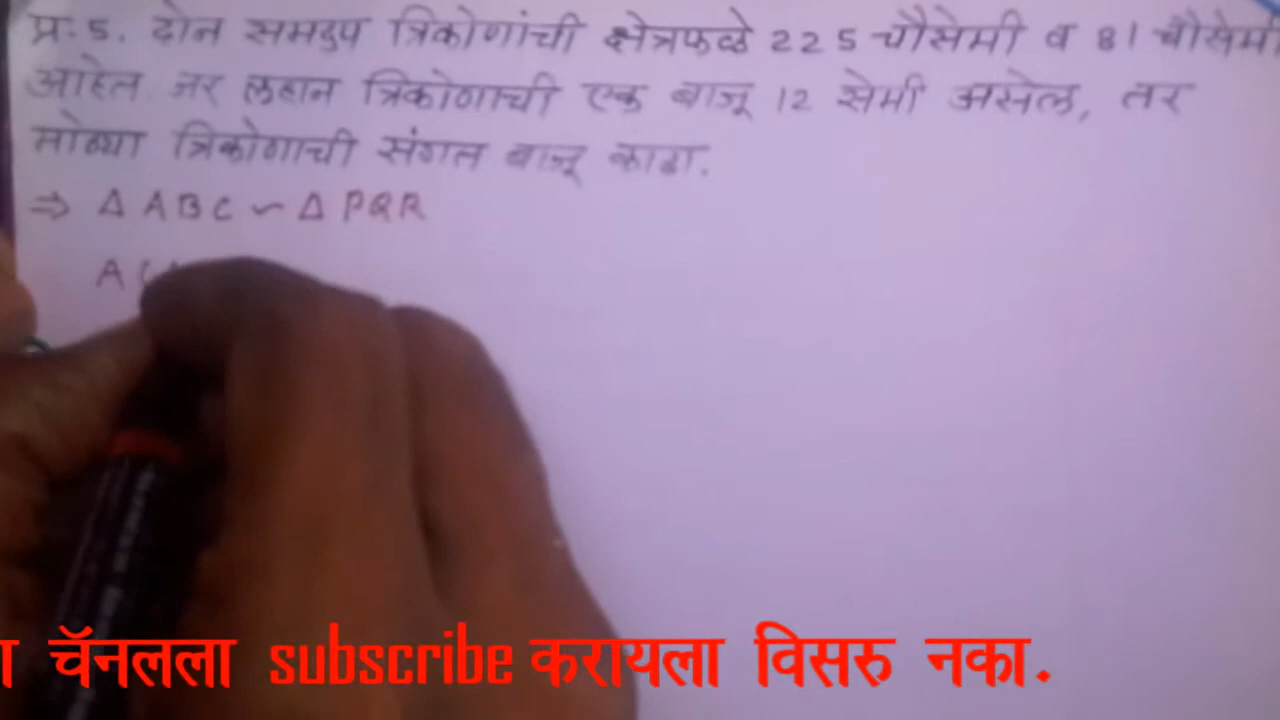 प्र. 5. दोन समरुप त्रिकोणांची क्षेत्रफळे 225 चौसेमी व 81 चौसेमी
आहेत. जर लहान त्रिकोणाची एक बाजू 12 सेमी असेल, तर
मोठ्या त्रिकोणाची संगत बाजू काढा.
⇒ Δ ABC ~ Δ PQR
A (
चॅनलला subscribe करायला विसरु नका.